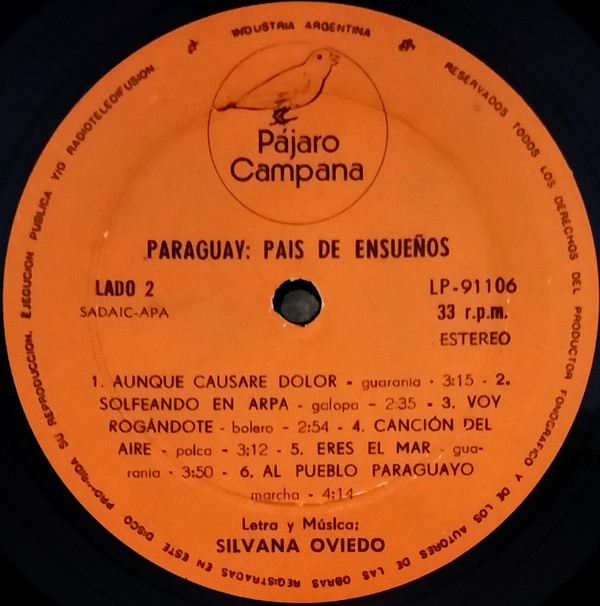 INDUSTRIA ARGENTINA
RESERVADOS TODOS LOS DERECHOS DEL PRODUCTOR FONOGRAFICO Y DE LOS AUTORES DE LAS OBRAS REGISTRADAS EN ESTE DISCO PROHIBIDA SU REPRODUCCION, EJECUCION PUBLICA Y/O RADIOTELEDIFUSION
Pájaro
Campana
PARAGUAY: PAIS DE ENSUEÑOS
LADO 2
SADAIC-APA
LP-91106
33 r.p.m.
ESTEREO
1. AUNQUE CAUSARE DOLOR - guarania - 3:15 - 2.
SOLFEANDO EN ARPA - galopa - 2:35 - 3. VOY
ROGÁNDOTE - bolero - 2:54 - 4. CANCIÓN DEL
AIRE - polca - 3;12 - 5. ERES EL MAR - gua-
rania - 3:50 - 6. AL PUEBLO PARAGUAYO
marcha - 4:14
Letra y Música:
SILVANA OVIEDO